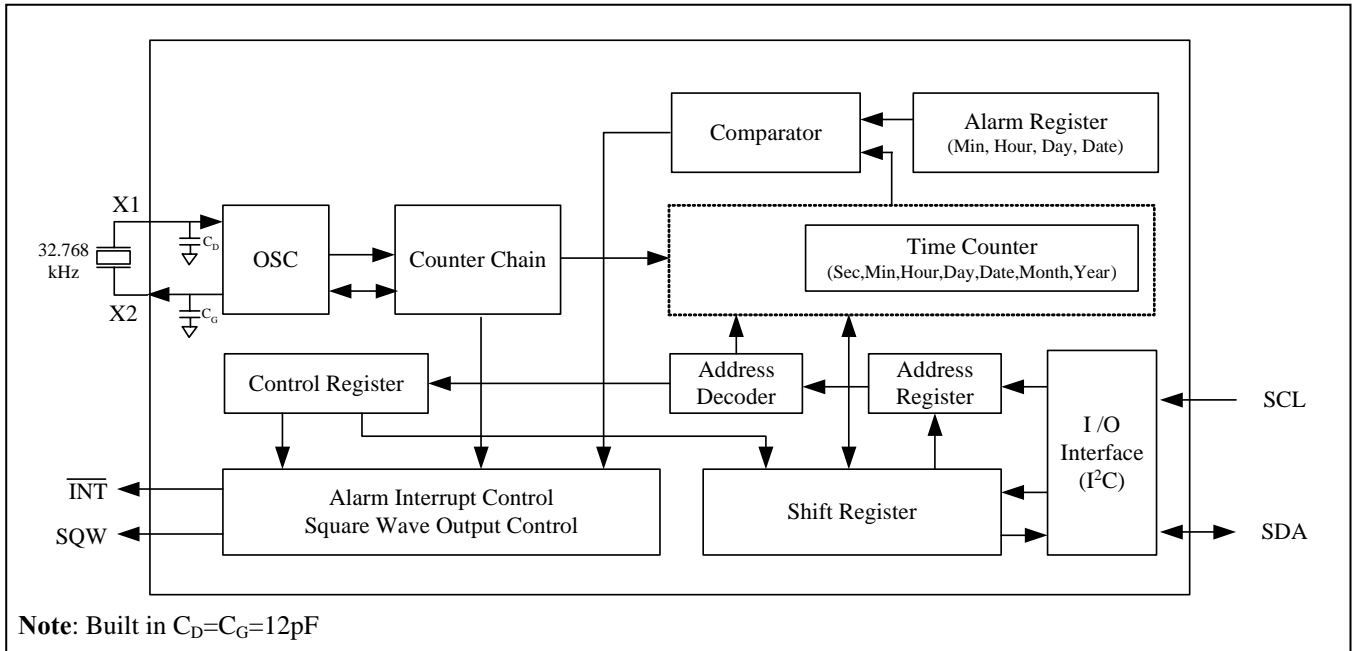 Comparator
Alarm Register
(Min, Hour, Day, Date)
X1
C_D
32.768
kHz
OSC
Counter Chain
Time Counter
(Sec,Min,Hour,Day,Date,Month,Year)
X2
C_G
Control Register
Address
Decoder
Address
Register
I /O
Interface
(I²C)
SCL
INT
SQW
Alarm Interrupt Control
Square Wave Output Control
Shift Register
SDA
Note: Built in C_D=C_G=12pF